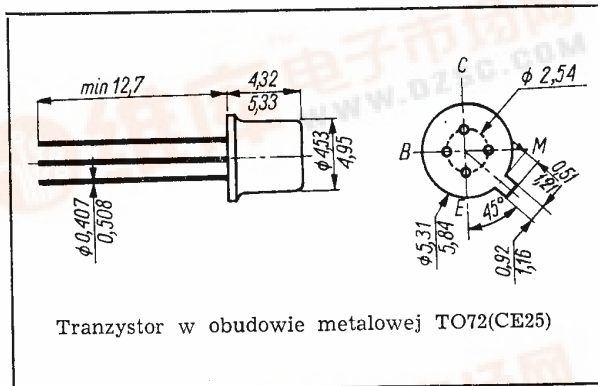 min 12,7
4,32
5,33
ϕ 4,53
4,95
ϕ 0,407
0,508
C
ϕ 2,54
B
M
E
45°
ϕ 5,31
5,84
0,51
1,21
0,92
1,16
Tranzystor w obudowie metalowej TO72(CE25)